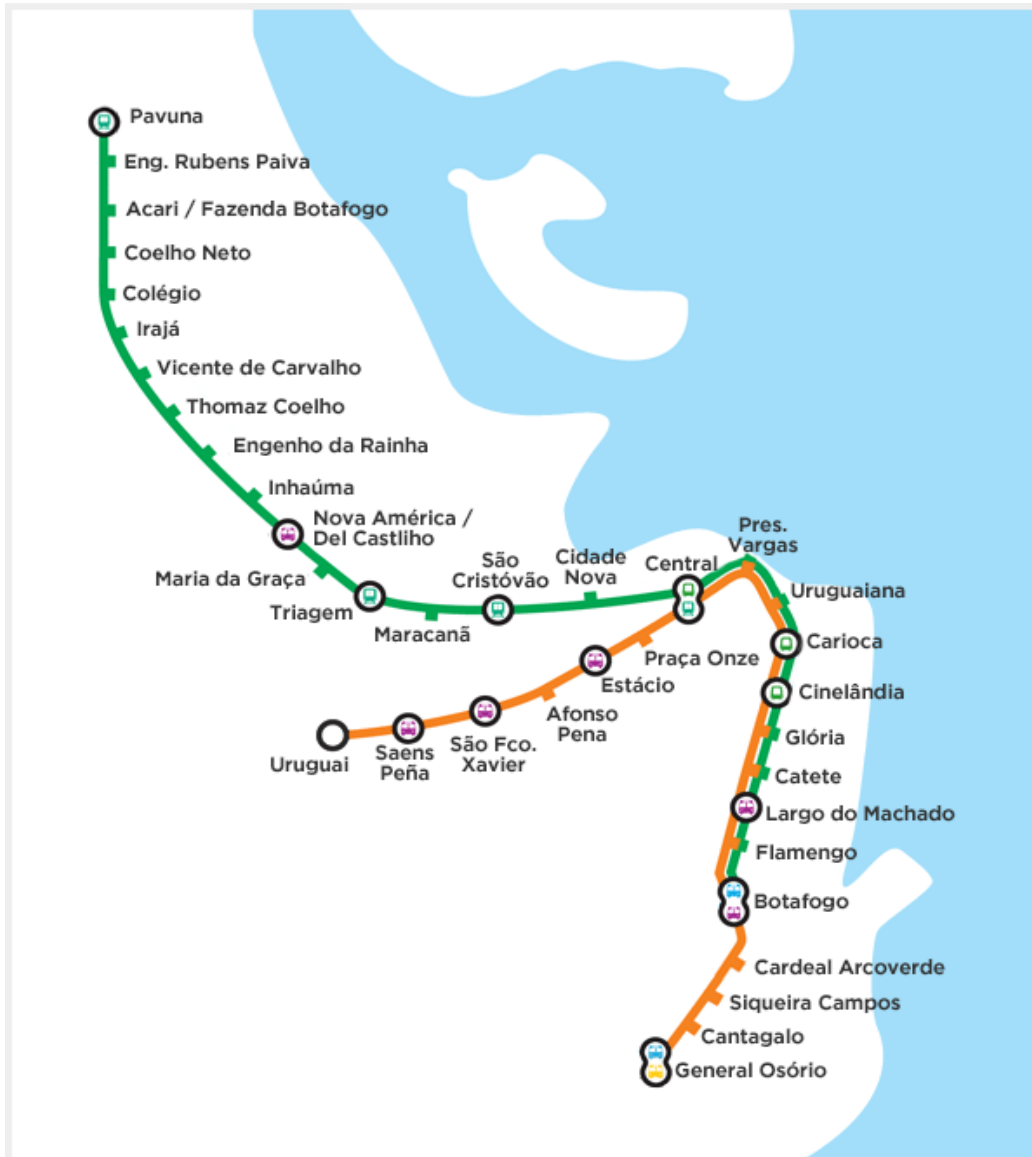 Pavuna
Eng. Rubens Paiva
Acari / Fazenda Botafogo
Coelho Neto
Colégio
Irajá
Vicente de Carvalho
Thomaz Coelho
Engenho da Rainha
Inhaúma
Nova América /
Del Castliho
Maria da Graça
Triagem
Maracanã
São
Cristóvão
Cidade
Nova
Central
Pres.
Vargas
Uruguaiana
Carioca
Cinelândia
Glória
Catete
Largo do Machado
Flamengo
Botafogo
Praça Onze
Estácio
Afonso
Pena
São Fco.
Xavier
Saens
Peña
Uruguai
Cardeal Arcoverde
Siqueira Campos
Cantagalo
General Osório